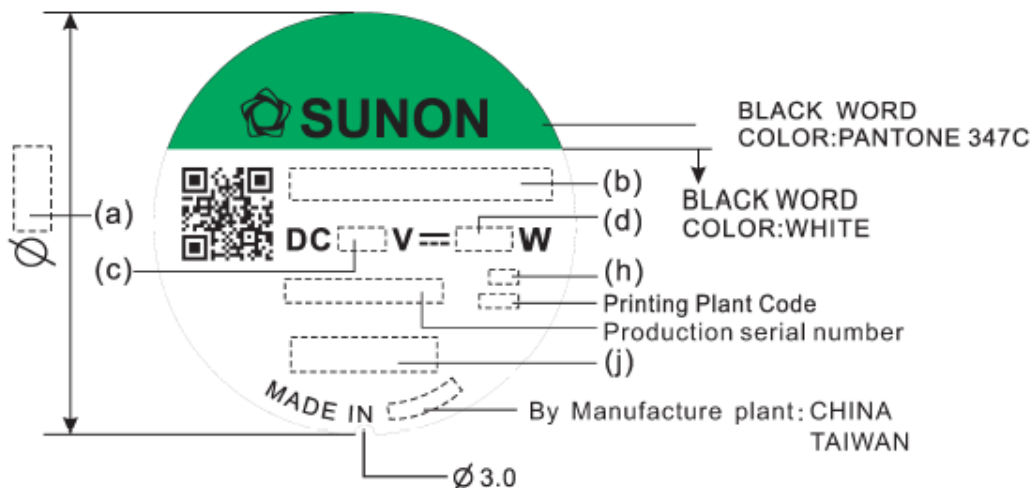 SUNON
BLACK WORD
COLOR:PANTONE 347C
(b)
BLACK WORD
COLOR:WHITE
(a)
(d)
DC V W
(c)
(h)
Printing Plant Code
Production serial number
(j)
MADE IN
By Manufacture plant: CHINA
TAIWAN
Ø
Ø 3.0